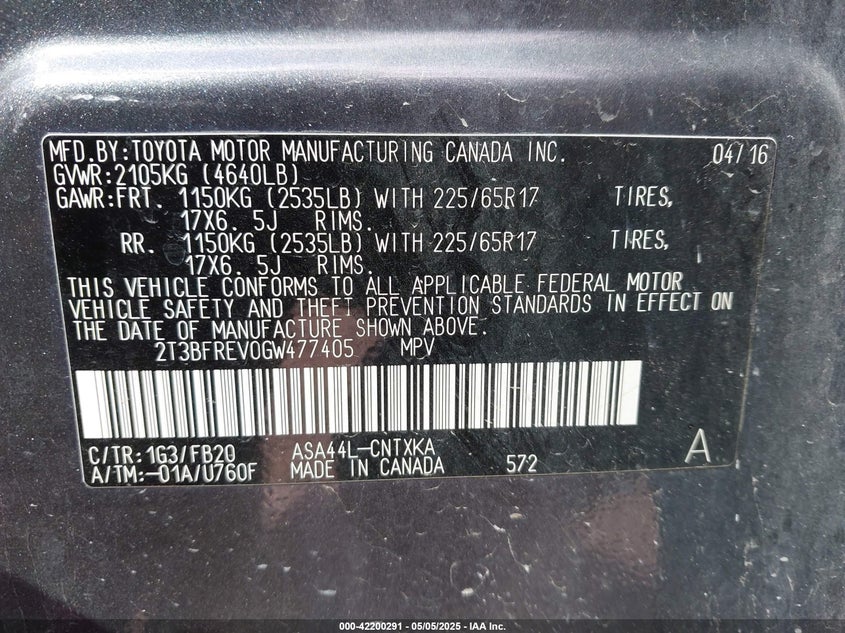 MFD.BY:TOYOTA MOTOR MANUFACTURING CANADA INC. 04/16
GVWR:2105KG (4640LB)
GAWR:FRT. 1150KG (2535LB) WITH 225/65R17 TIRES,
17X6. 5J RIMS.
RR. 1150KG (2535LB) WITH 225/65R17 TIRES,
17X6. 5J RIMS.
THIS VEHICLE CONFORMS TO ALL APPLICABLE FEDERAL MOTOR
VEHICLE SAFETY AND THEFT PREVENTION STANDARDS IN EFFECT ON
THE DATE OF MANUFACTURE SHOWN ABOVE.
2T3BFREV0GW477405 MPV
C/TR:1G3/FB20 ASA44L-CNTXKA A
A/TM:-01A/U760F MADE IN CANADA 572
000-42200291 - 05/05/2025 - IAA Inc.